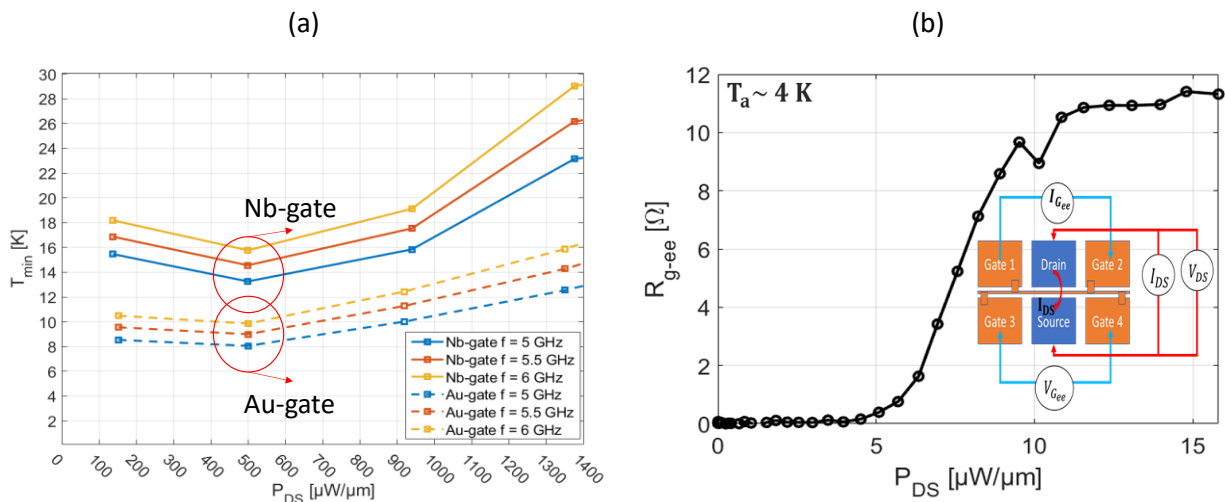 (a)
(b)
30
28
26
24
22
20
18
16
14
12
10
8
6
4
2
T_min [K]
Nb-gate
Au-gate
Nb-gate f = 5 GHz
Nb-gate f = 5.5 GHz
Nb-gate f = 6 GHz
Au-gate f = 5 GHz
Au-gate f = 5.5 GHz
Au-gate f = 6 GHz
0 100 200 300 400 500 600 700 800 900 1000 1100 1200 1300 1400
P_DS [μW/μm]
T_a~ 4 K
12
10
8
6
4
2
0
R_g-ee [Ω]
I_Gee
Gate 1 Drain Gate 2
I_DS V_DS
I_DS
Gate 3 Source Gate 4
V_Gee
0 5 10 15
P_DS [μW/μm]